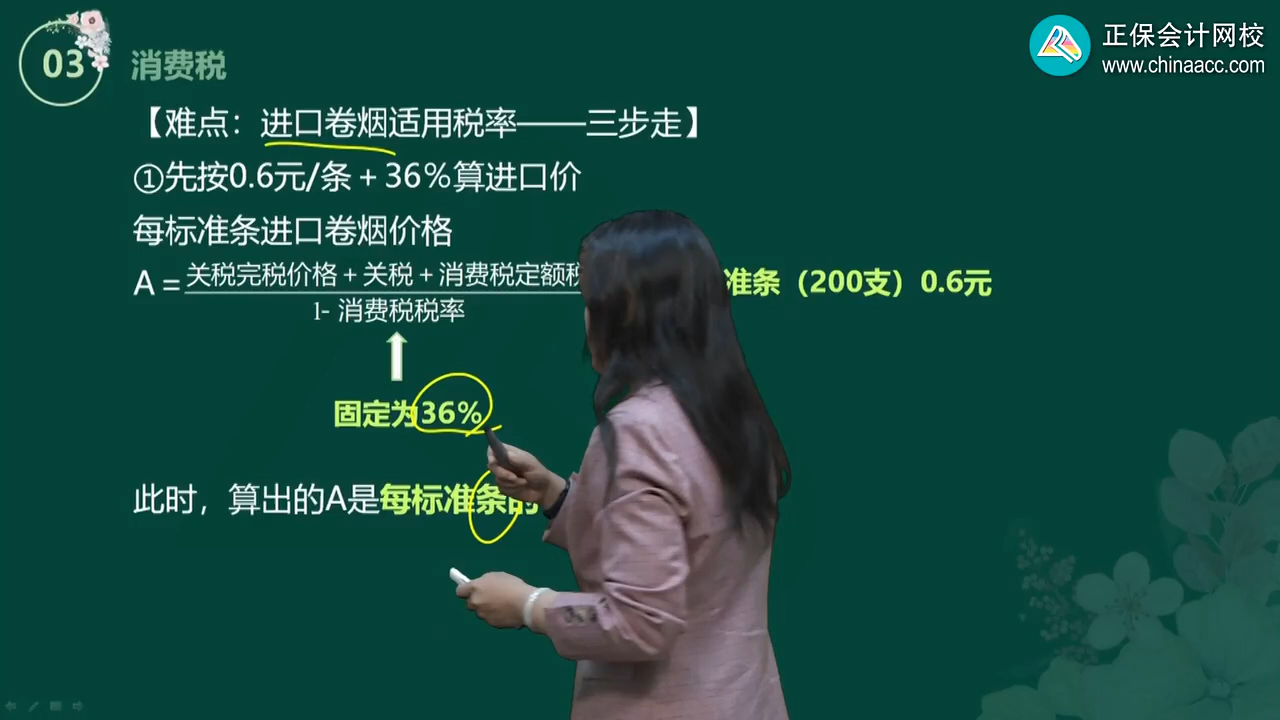 正保会计网校
www.chinaacc.com
03 消费税
【难点：进口卷烟适用税率——三步走】
①先按0.6元/条+36%算进口价
每标准条进口卷烟价格
A=关税完税价格+关税+消费税定额
准条（200支）0.6元
1-消费税税率
固定为36%
此时，算出的A是每标准条的